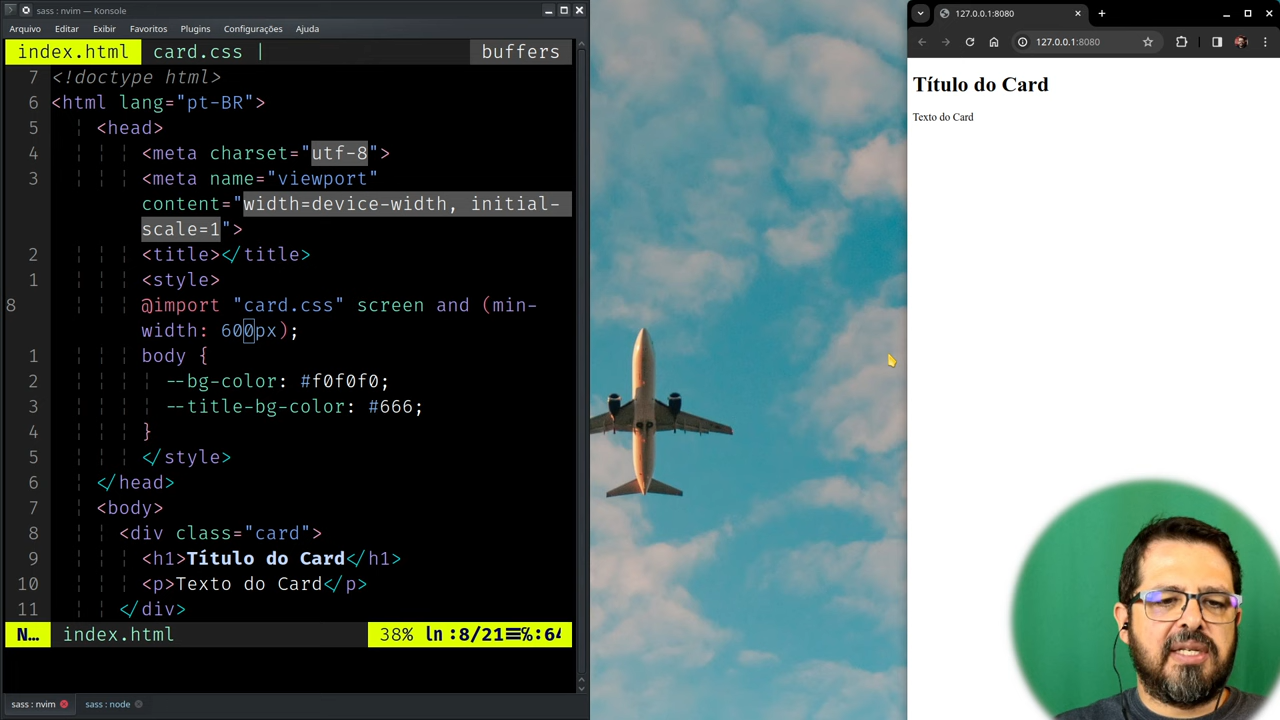 sass : nvim — Konsole
Arquivo Editar Exibir Favoritos Plugins Configurações Ajuda
index.html card.css | buffers
7 <!doctype html>
6 <html lang="pt-BR">
5 <head>
4 <meta charset="utf-8">
3 <meta name="viewport"
content="width=device-width, initial-
scale=1">
2 <title></title>
1 <style>
8 @import "card.css" screen and (min-
width: 600px);
1 body {
2 --bg-color: #f0f0f0;
3 --title-bg-color: #666;
4 }
5 </style>
6 </head>
7 <body>
8 <div class="card">
9 <h1>Título do Card</h1>
10 <p>Texto do Card</p>
11 </div>
N… index.html 38% ln :8/21≡℅:64
sass : nvim sass : node
127.0.0.1:8080
127.0.0.1:8080
Título do Card
Texto do Card